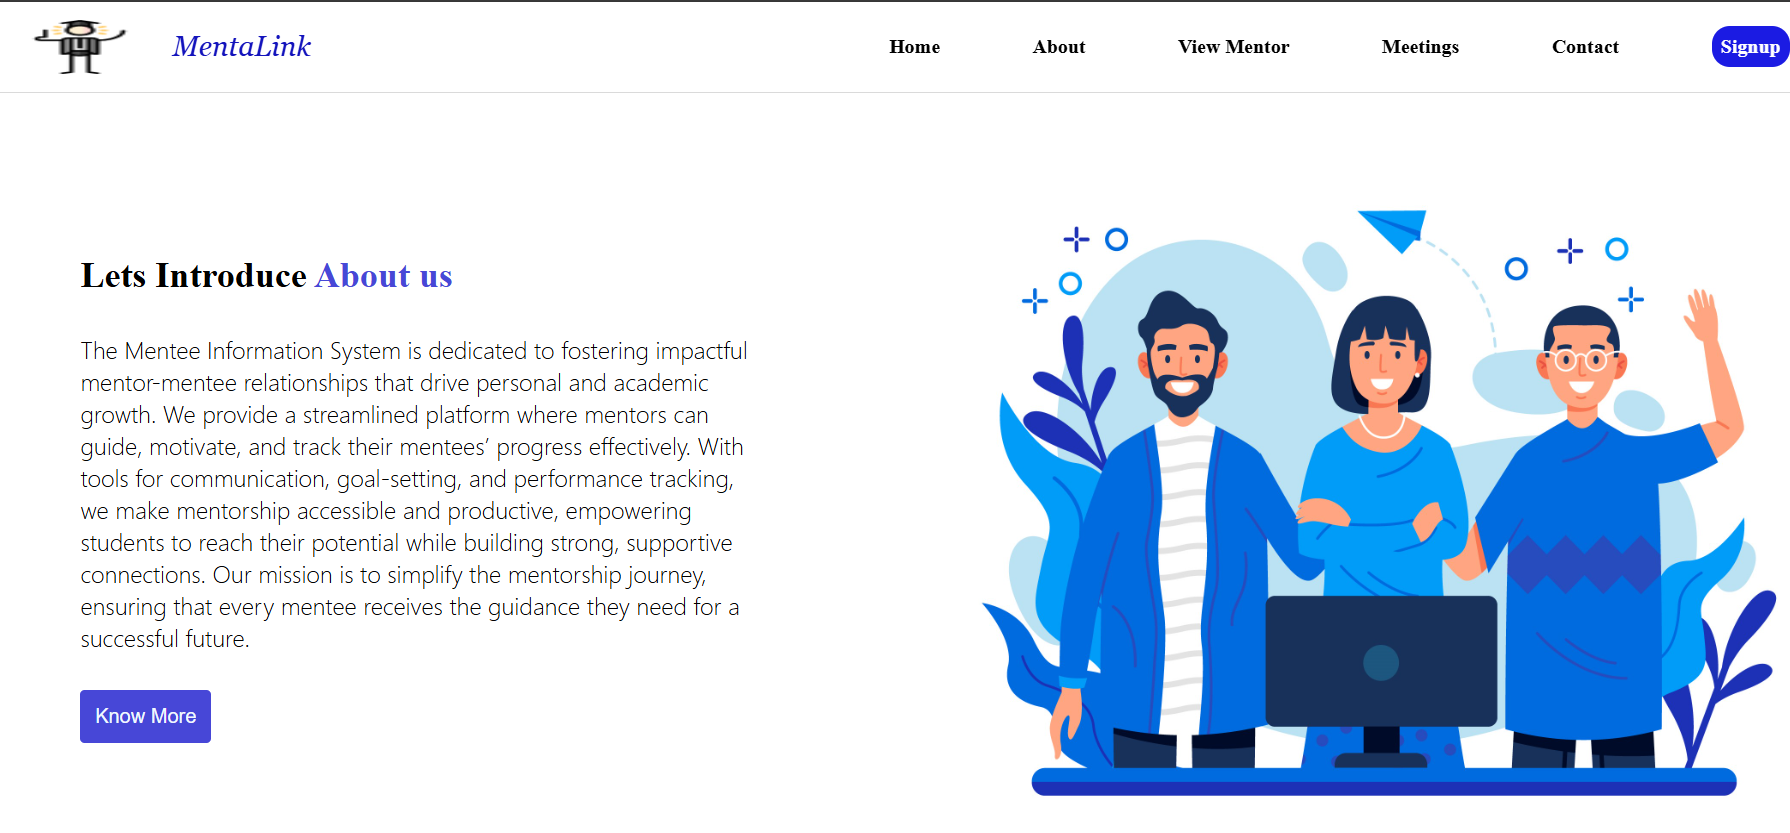 MentaLink
Home
About
View Mentor
Meetings
Contact
Signup
Lets Introduce About us
The Mentee Information System is dedicated to fostering impactful
mentor-mentee relationships that drive personal and academic
growth. We provide a streamlined platform where mentors can
guide, motivate, and track their mentees’ progress effectively. With
tools for communication, goal-setting, and performance tracking,
we make mentorship accessible and productive, empowering
students to reach their potential while building strong, supportive
connections. Our mission is to simplify the mentorship journey,
ensuring that every mentee receives the guidance they need for a
successful future.
Know More